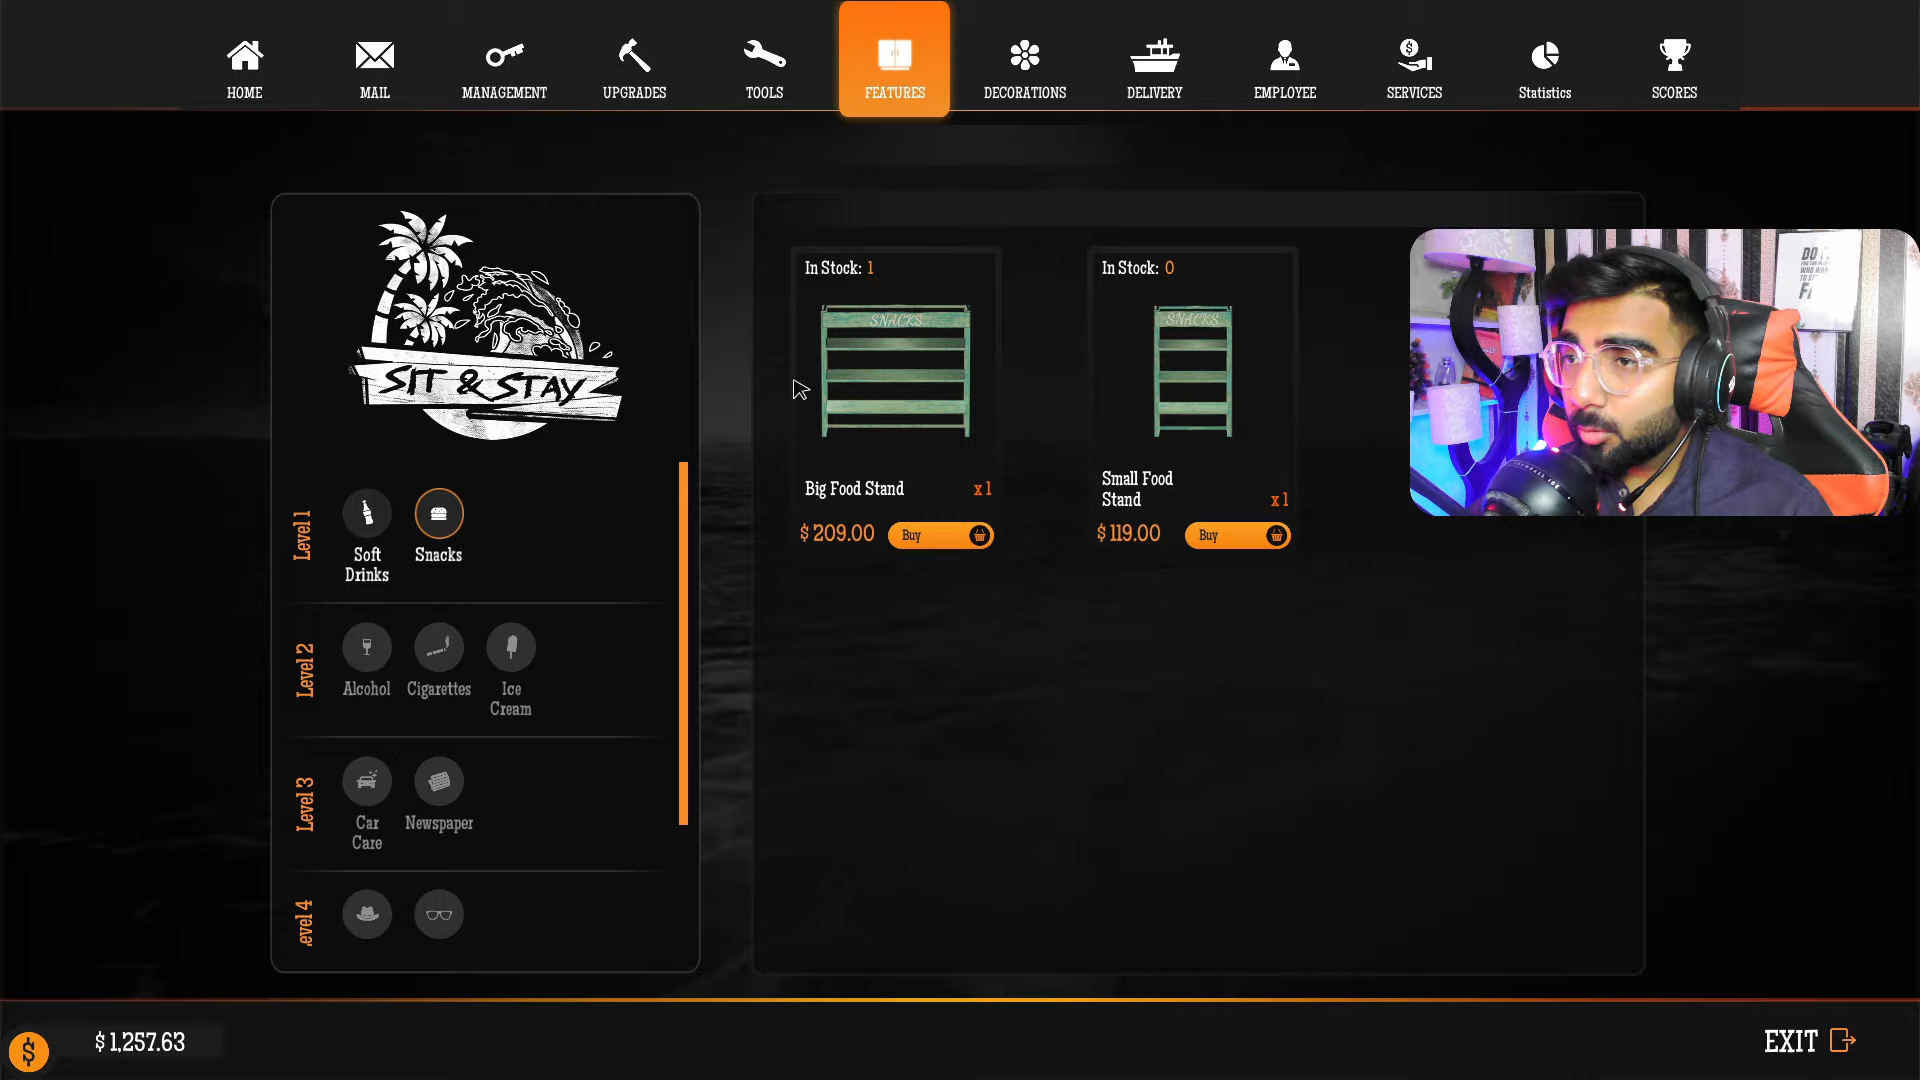 HOME
MAIL
MANAGEMENT
UPGRADES
TOOLS
FEATURES
DECORATIONS
DELIVERY
EMPLOYEE
SERVICES
Statistics
SCORES
SIT & STAY
Level 1
Soft
Drinks
Snacks
Level 2
Alcohol
Cigarettes
Ice
Cream
Level 3
Car
Care
Newspaper
evel 4
In Stock: 1
SNACKS
Big Food Stand
x 1
$ 209.00
Buy
In Stock: 0
SNACKS
Small Food
Stand
x 1
$ 119.00
Buy
$ 1,257.63
EXIT